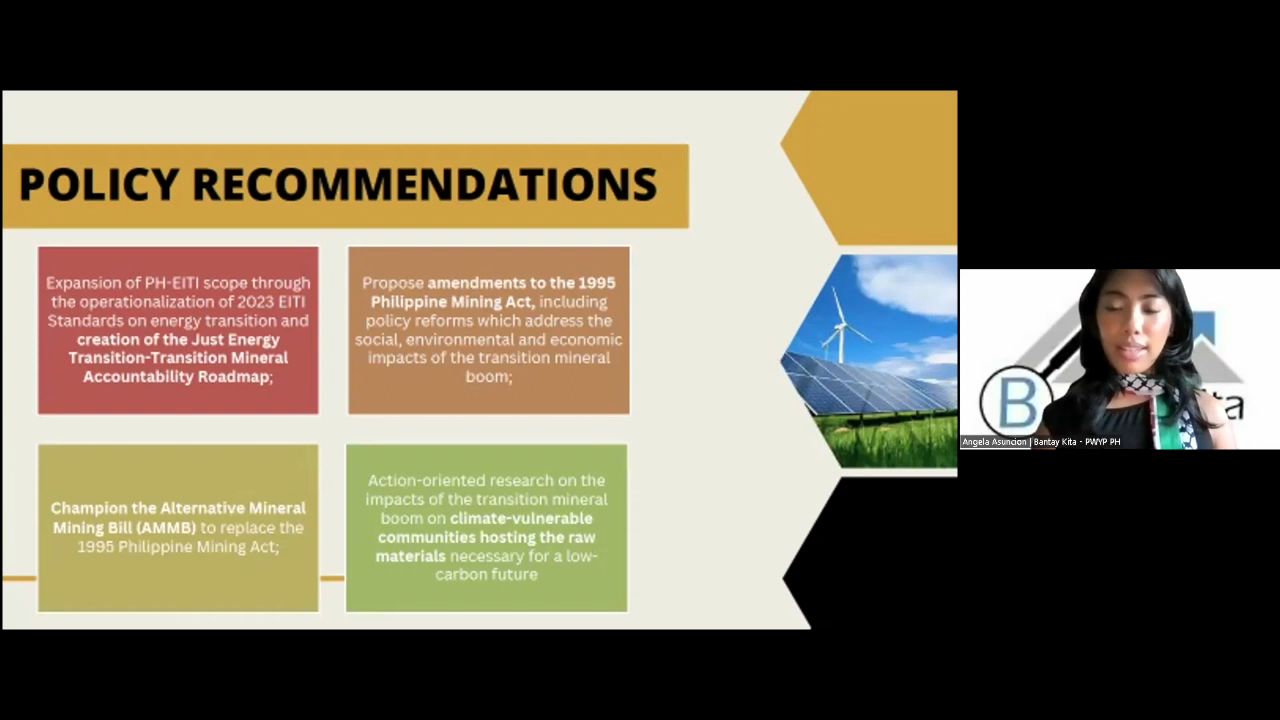 POLICY RECOMMENDATIONS
Expansion of PH-EITI scope through
the operationalization of 2023 EITI
Standards on energy transition and
creation of the Just Energy
Transition-Transition Mineral
Accountability Roadmap;
Propose amendments to the 1995
Philippine Mining Act, including
policy reforms which address the
social, environmental and economic
impacts of the transition mineral
boom;
Champion the Alternative Mineral
Mining Bill (AMMB) to replace the
1995 Philippine Mining Act;
Action-oriented research on the
impacts of the transition mineral
boom on climate-vulnerable
communities hosting the raw
materials necessary for a low-
carbon future
B
ita
Angela Asuncion | Bantay Kita - PWYP PH